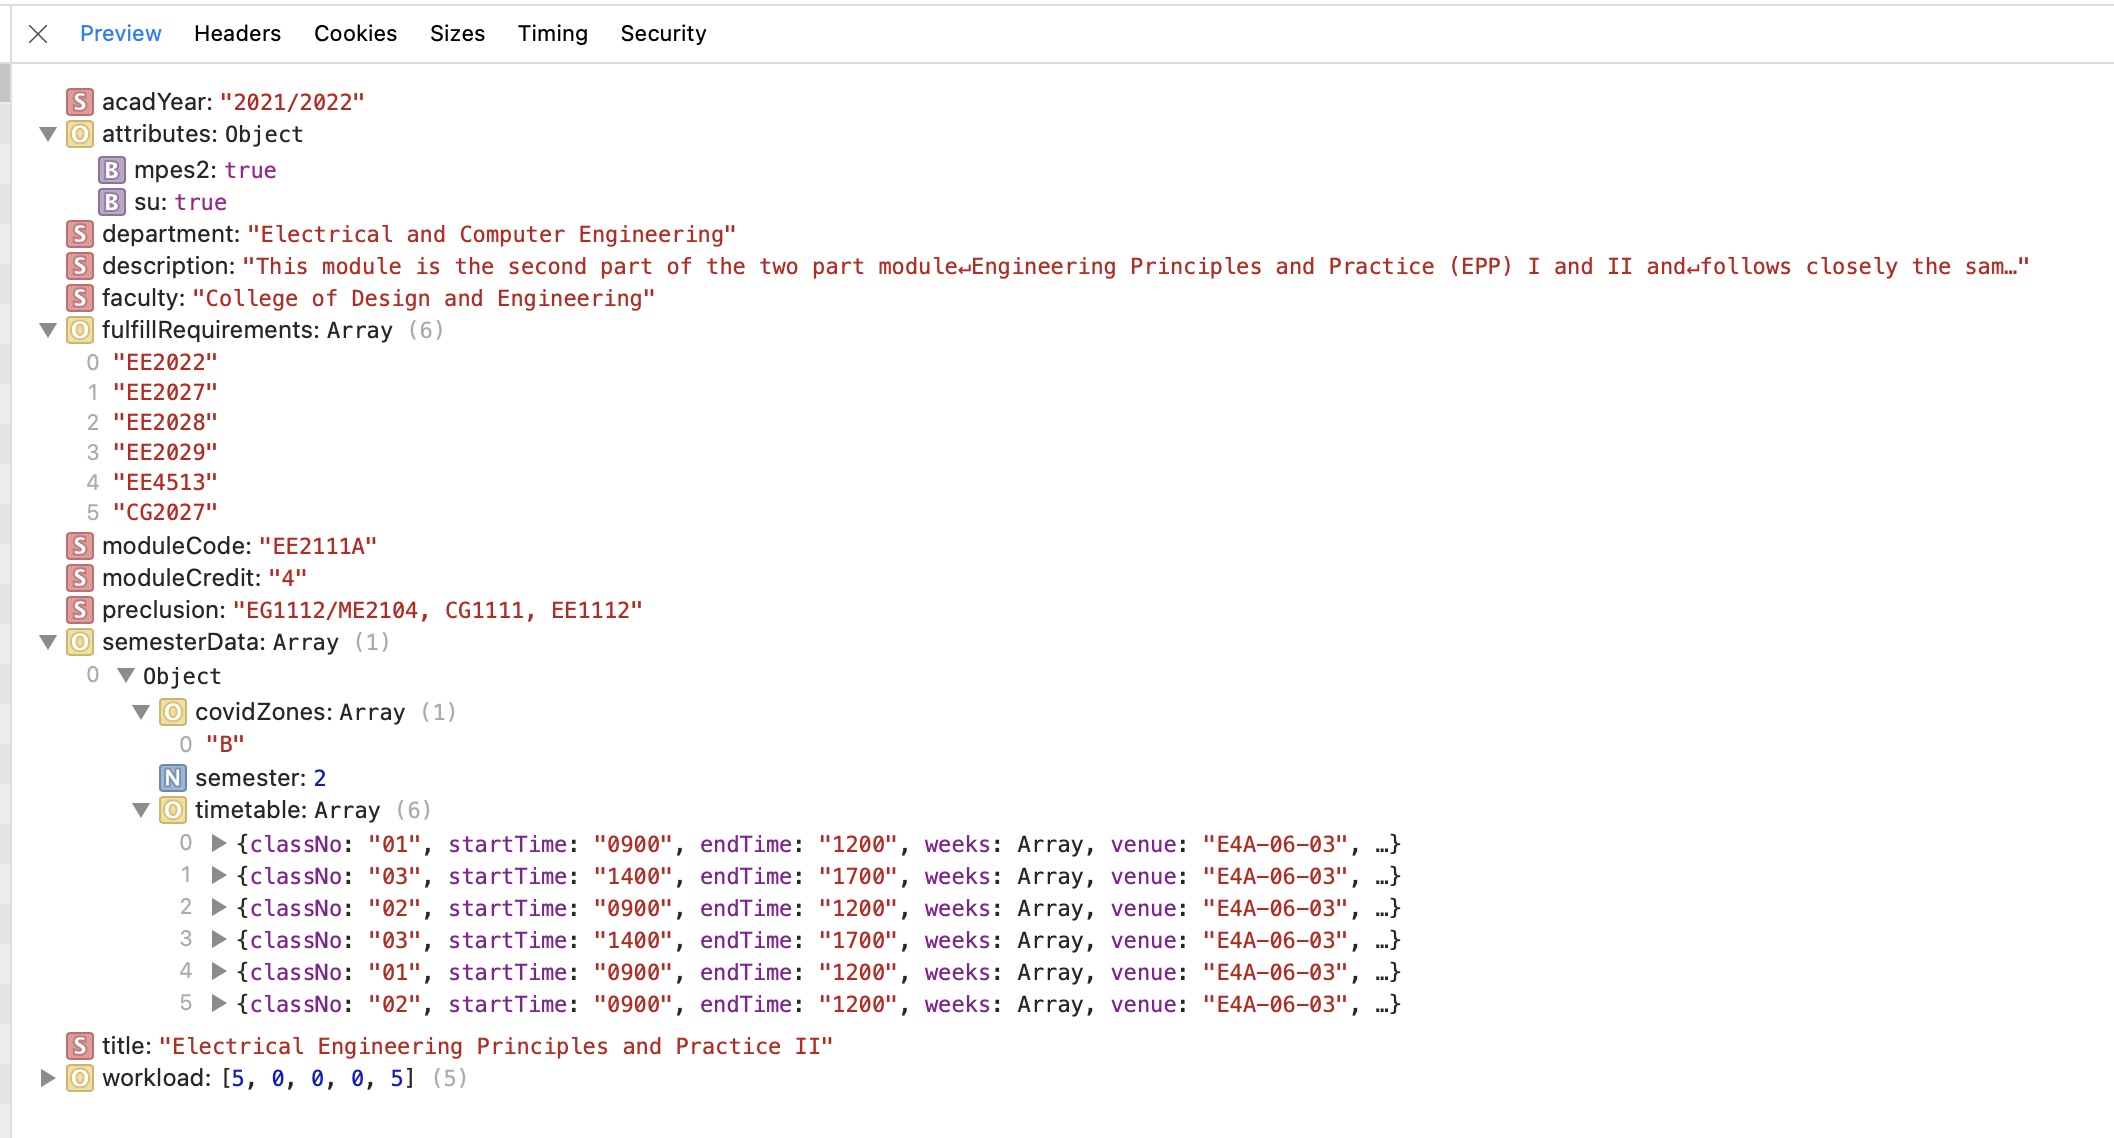 Preview Headers Cookies Sizes Timing Security
S acadYear: "2021/2022"
O attributes: Object
B mpes2: true
B su: true
S department: "Electrical and Computer Engineering"
S description: "This module is the second part of the two part module↵Engineering Principles and Practice (EPP) I and II and↵follows closely the sam…"
S faculty: "College of Design and Engineering"
O fulfillRequirements: Array (6)
0 "EE2022"
1 "EE2027"
2 "EE2028"
3 "EE2029"
4 "EE4513"
5 "CG2027"
S moduleCode: "EE2111A"
S moduleCredit: "4"
S preclusion: "EG1112/ME2104, CG1111, EE1112"
O semesterData: Array (1)
0 Object
O covidZones: Array (1)
0 "B"
N semester: 2
O timetable: Array (6)
0 {classNo: "01", startTime: "0900", endTime: "1200", weeks: Array, venue: "E4A-06-03", …}
1 {classNo: "03", startTime: "1400", endTime: "1700", weeks: Array, venue: "E4A-06-03", …}
2 {classNo: "02", startTime: "0900", endTime: "1200", weeks: Array, venue: "E4A-06-03", …}
3 {classNo: "03", startTime: "1400", endTime: "1700", weeks: Array, venue: "E4A-06-03", …}
4 {classNo: "01", startTime: "0900", endTime: "1200", weeks: Array, venue: "E4A-06-03", …}
5 {classNo: "02", startTime: "0900", endTime: "1200", weeks: Array, venue: "E4A-06-03", …}
S title: "Electrical Engineering Principles and Practice II"
O workload: [5, 0, 0, 0, 5] (5)